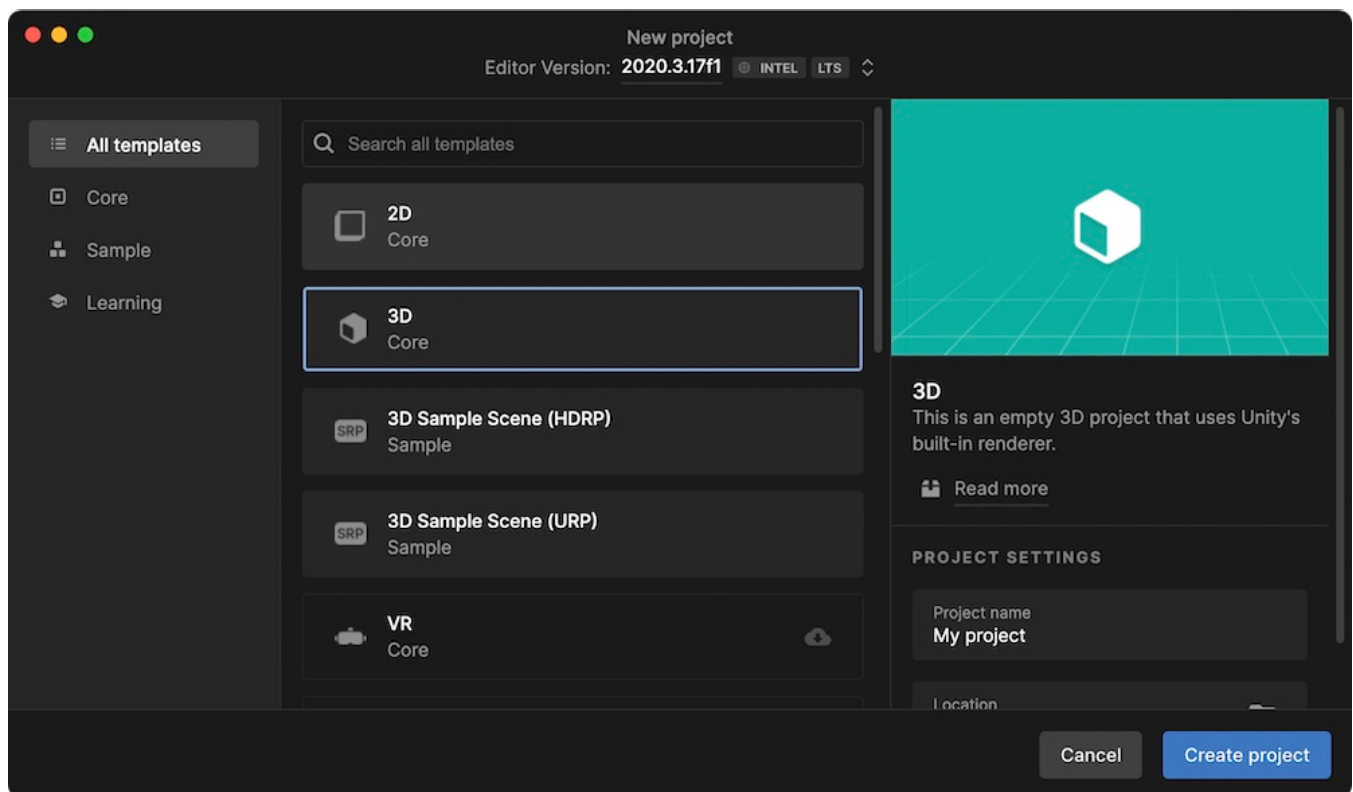 New project
Editor Version: 2020.3.17f1 INTEL LTS
All templates
Core
Sample
Learning
Search all templates
2D
Core
3D
Core
SRP
3D Sample Scene (HDRP)
Sample
SRP
3D Sample Scene (URP)
Sample
VR
Core
3D
This is an empty 3D project that uses Unity's
built-in renderer.
Read more
PROJECT SETTINGS
Project name
My project
Location
Cancel
Create project